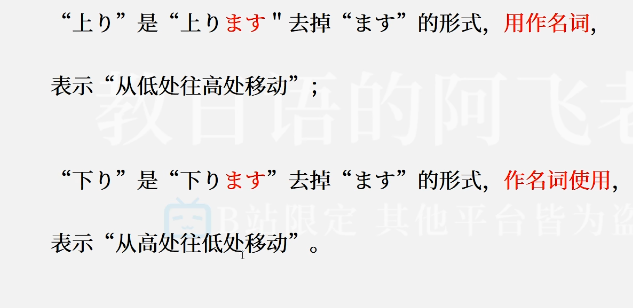 “上り”是“上ります＂去掉“ます”的形式，用作名词，
表示“从低处往高处移动”；
教日语的阿飞老
“下り”是“下ります”去掉“ます”的形式，作名词使用，
B站限定 其他平台皆为盗
表示“从高处往低处移动”。